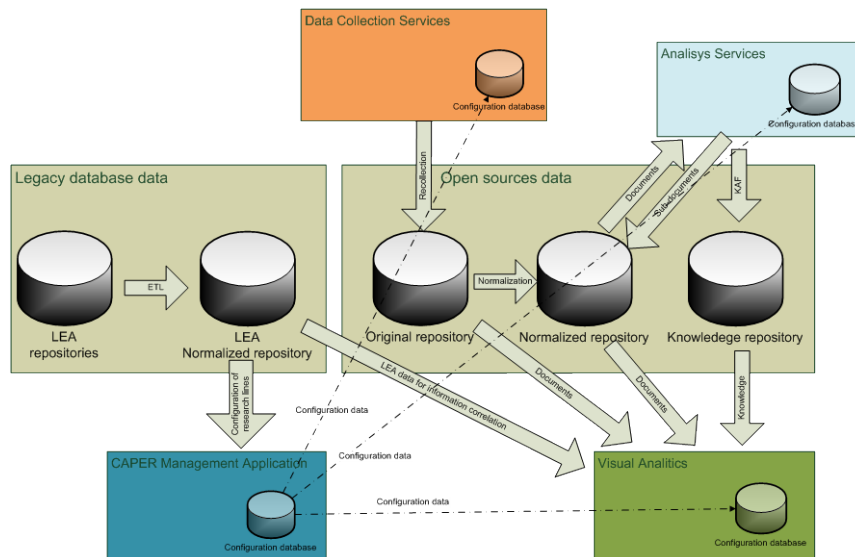 Data Collection Services
Configuration database
Analisys Services
Configuration database
Legacy database data
Open sources data
Recollection
Documents
Sub-documents
KAF
ETL
Normalization
LEA
repositories
LEA
Normalized repository
Original repository
Normalized repository
Knowledege repository
Configuration of
research lines
LEA data for information correlation
Documents
Documents
Knowledge
Configuration data
Configuration data
Configuration data
CAPER Management Application
Configuration database
Visual Analitics
Configuration database